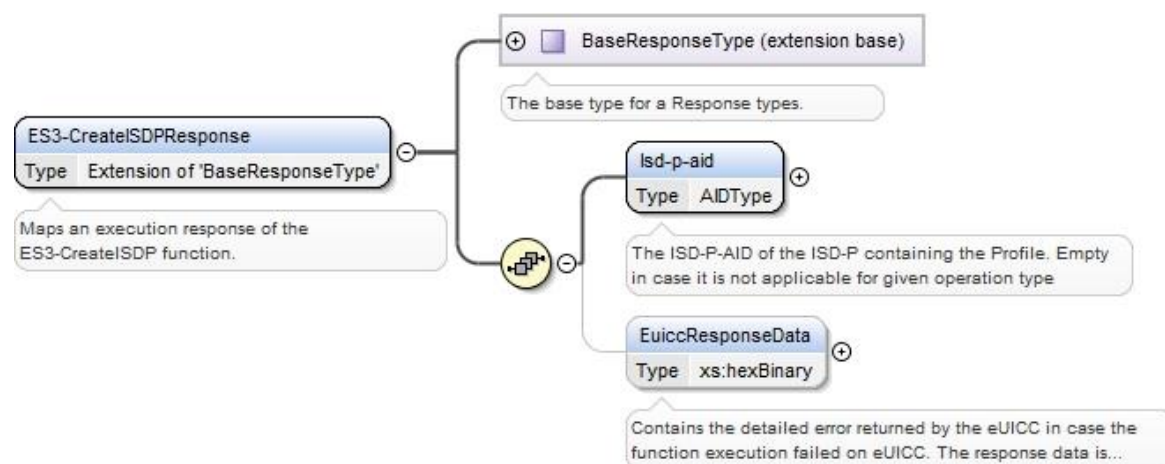 BaseResponseType (extension base)
The base type for a Response types.
ES3-CreateISDPResponse
Type Extension of 'BaseResponseType'
Maps an execution response of the
ES3-CreateISDP function.
Isd-p-aid
Type AIDType
The ISD-P-AID of the ISD-P containing the Profile. Empty
in case it is not applicable for given operation type
EuiccResponseData
Type xs:hexBinary
Contains the detailed error returned by the eUICC in case the
function execution failed on eUICC. The response data is...